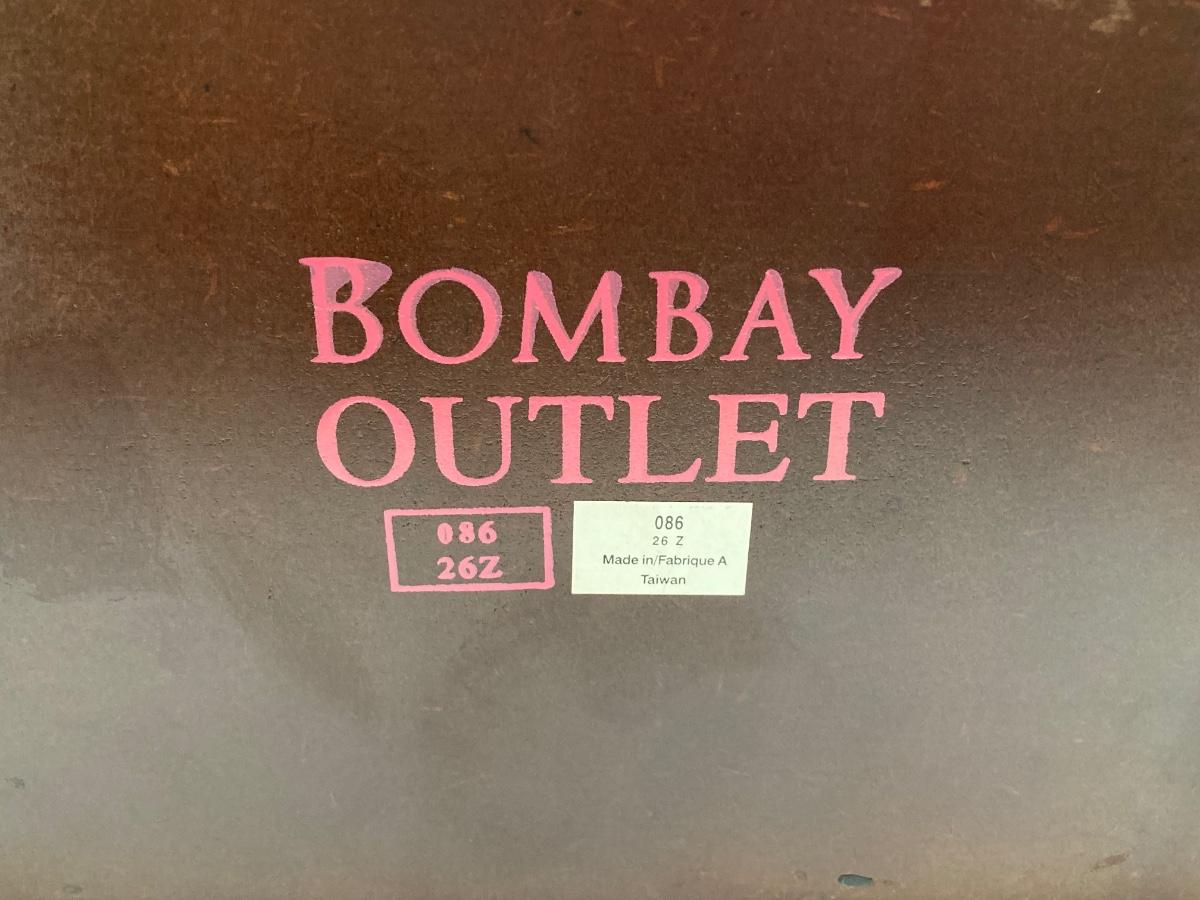 BOMBAY
OUTLET
086
26Z
086
26 Z
Made in/Fabrique A
Taiwan